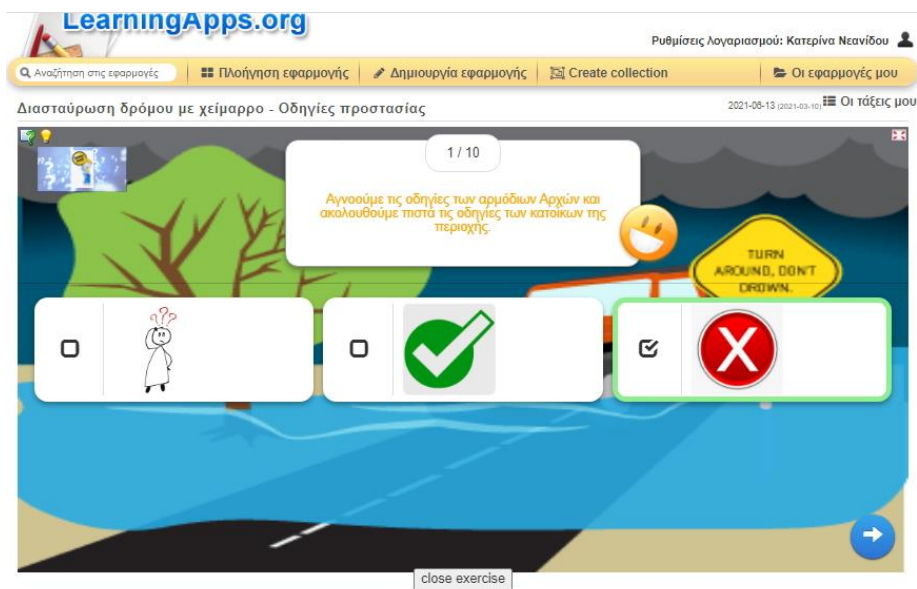 LearningApps.org
Ρυθμίσεις λογαριασμού: Κατερίνα Νεανίδου
Αναζήτηση στις εφαρμογές
Πλοήγηση εφαρμογής
Δημιουργία εφαρμογής
Create collection
Οι εφαρμογές μου
Διασταύρωση δρόμου με χείμαρρο - Οδηγίες προστασίας
2021-06-13 (2021-03-10)
Οι τάξεις μου
1 / 10
Αγνοούμε τις οδηγίες των αρμόδιων Αρχών και
ακολουθούμε πιστά τις οδηγίες των κατοίκων της
περιοχής.
TURN
AROUND, DON'T
DROWN.
???
X
close exercise